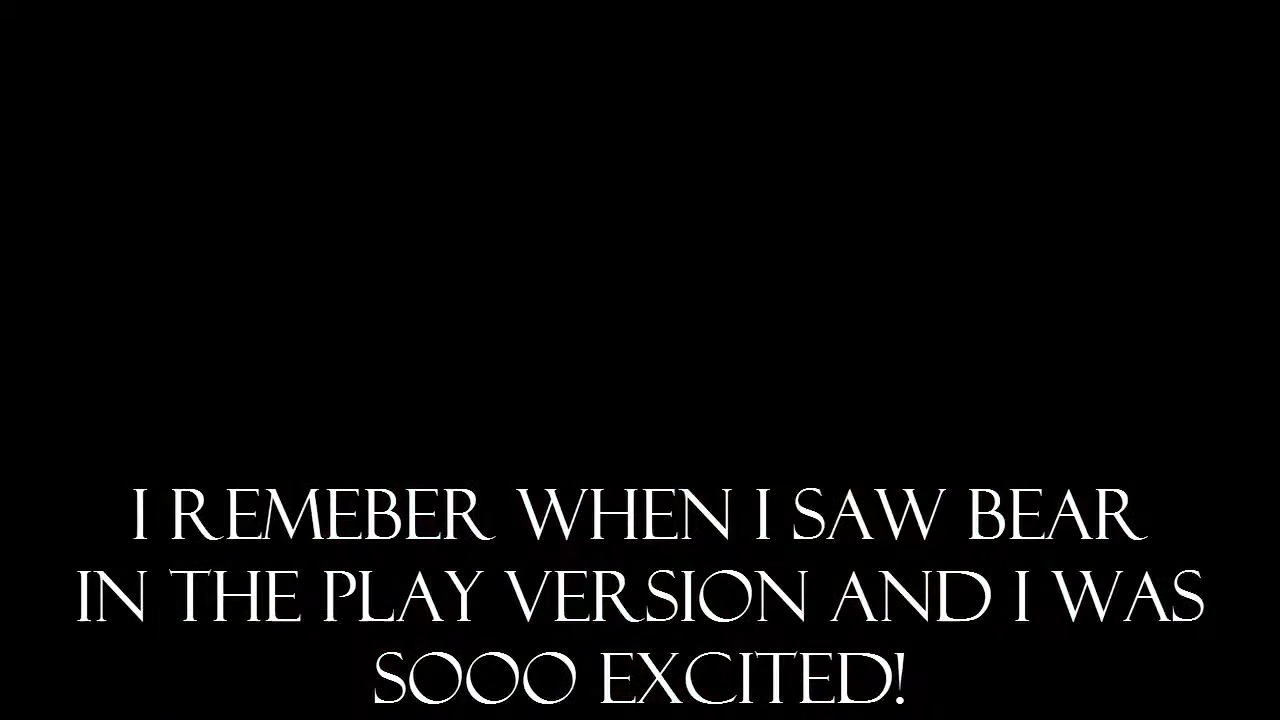 I REMEBER WHEN I SAW BEAR
IN THE PLAY VERSION AND I WAS
SOOO EXCITED!